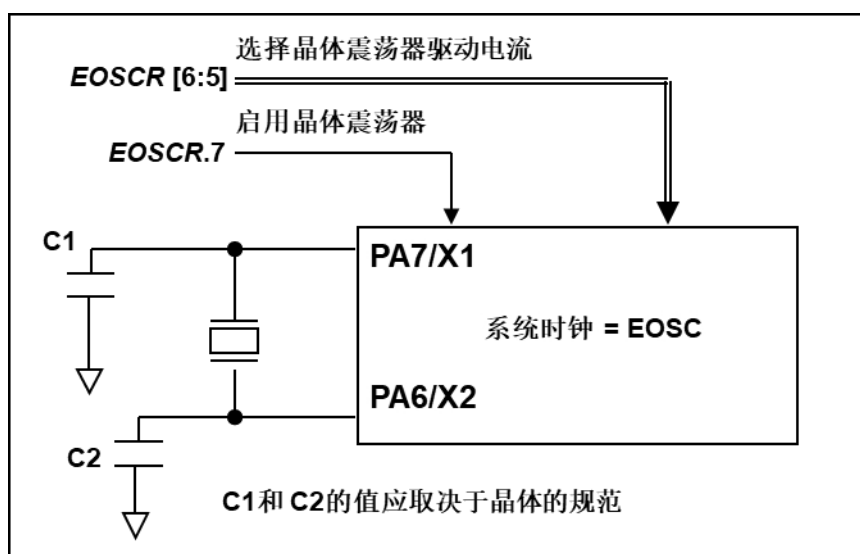 选择晶体震荡器驱动电流
EOSCR [6:5]
启用晶体震荡器
EOSCR.7
C1
PA7/X1
系统时钟 = EOSC
PA6/X2
C2
C1和 C2的值应取决于晶体的规范